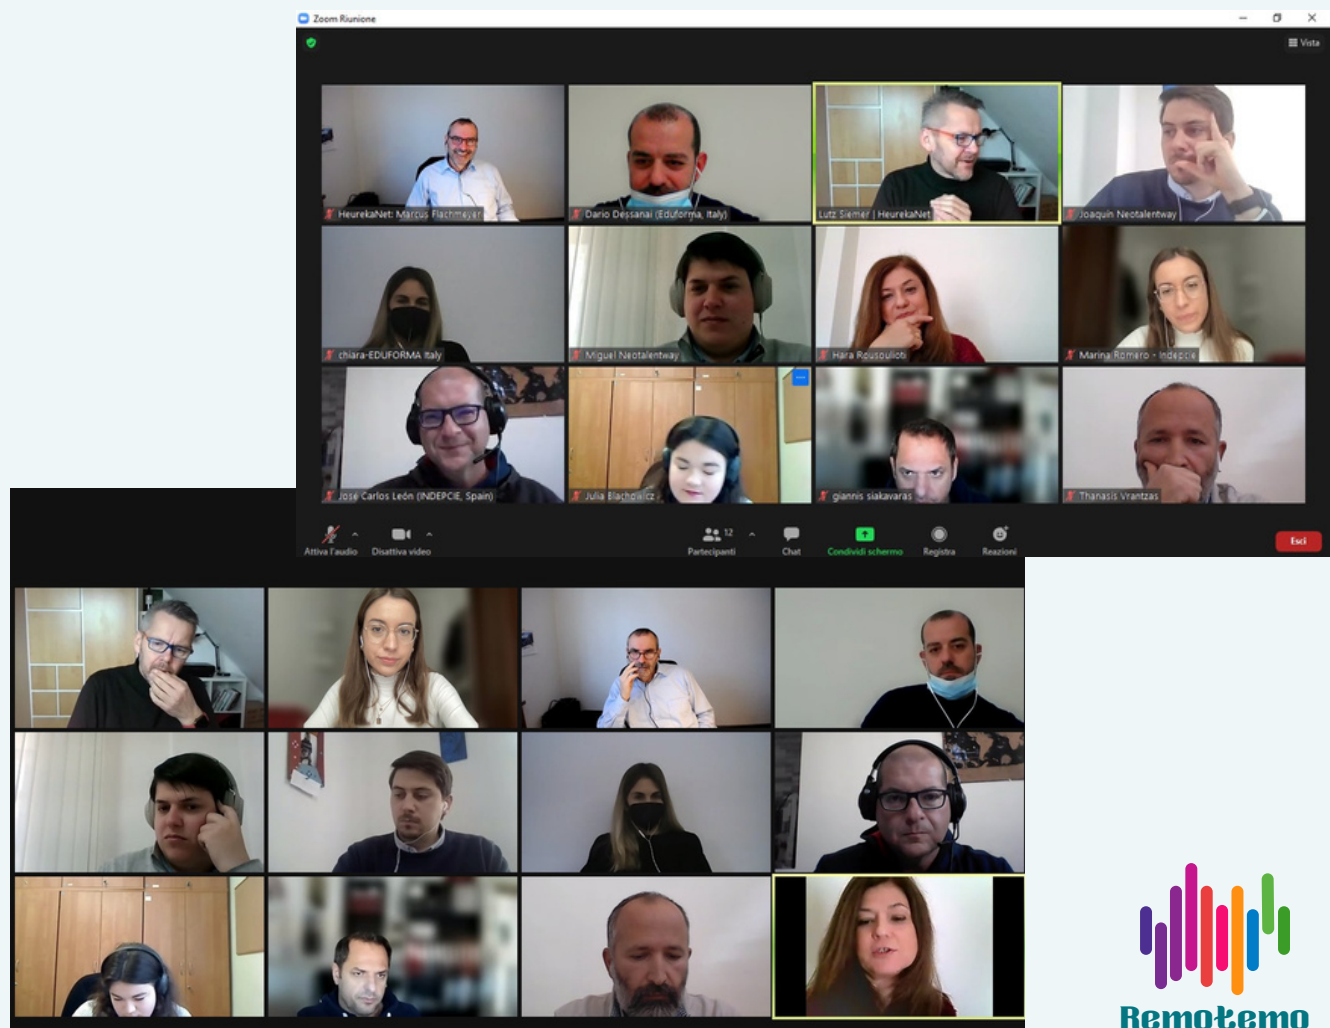 Zoom Riunione
Vista
HeurekaNet: Marcus Flachmeyer
Dario Dessanai (Eduforma, Italy)
Lutz Siemer | HeurekaNet
Joaquín Neotalentway
chiara-EDUFORMA Italy
Miguel Neotalentway
Hara Rousoulioti
Marina Romero - Indepcie
José Carlos León (INDEPCIE, Spain)
Julia Blachowicz
giannis siakavaras
Thanasis Vrantzas
12
Attiva l'audio
Disattiva video
Partecipanti
Chat
Condividi schermo
Registra
Reazioni
Esci
RemoŁemo